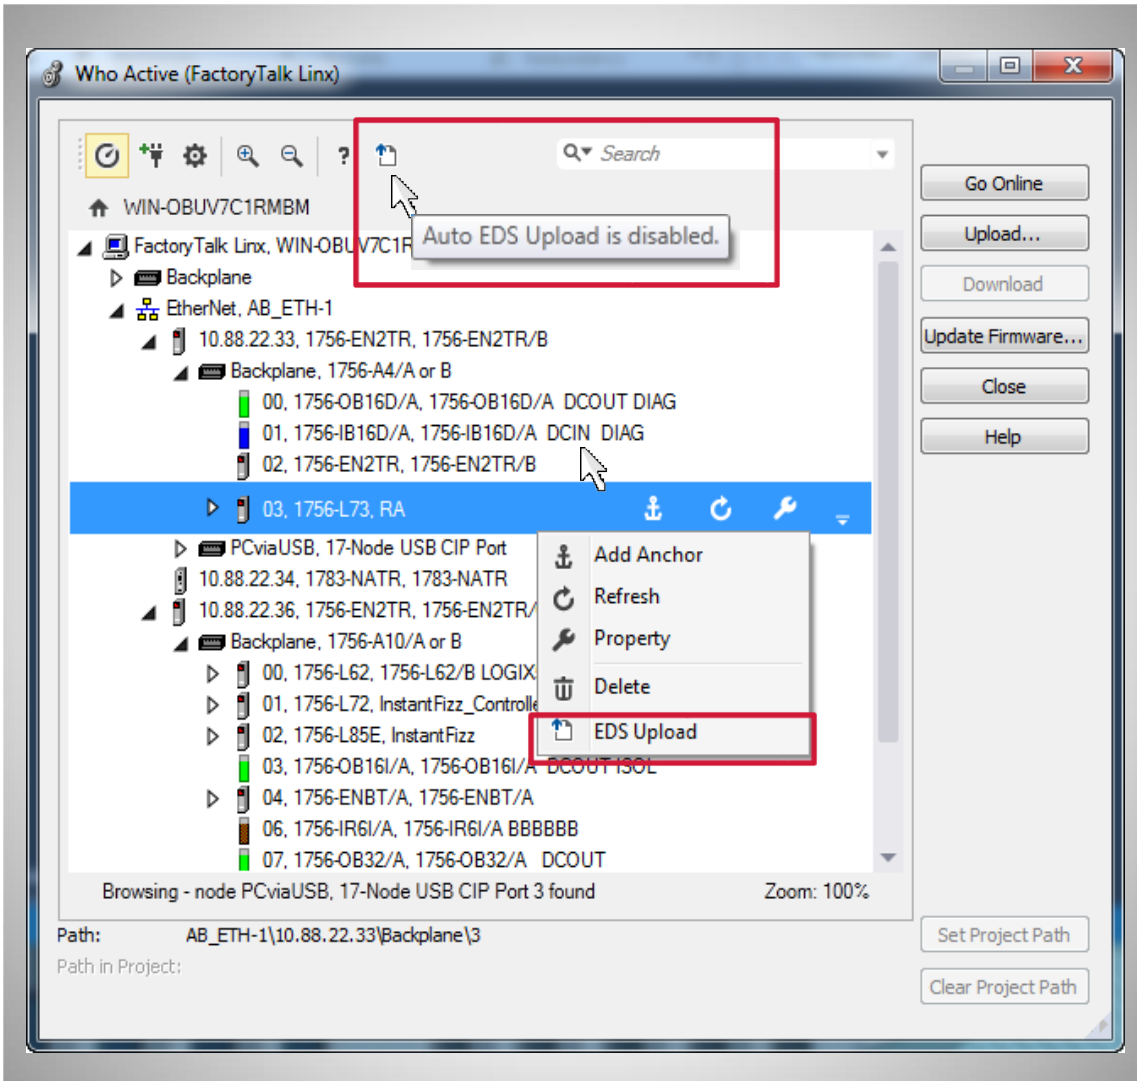 Who Active (FactoryTalk Linx)
?
Search
WIN-OBUV7C1RMBM
Auto EDS Upload is disabled.
FactoryTalk Linx, WIN-OBUV7C1R
Backplane
EtherNet, AB_ETH-1
10.88.22.33, 1756-EN2TR, 1756-EN2TR/B
Backplane, 1756-A4/A or B
00, 1756-OB16D/A, 1756-OB16D/A DCOUT DIAG
01, 1756-IB16D/A, 1756-IB16D/A DCIN DIAG
02, 1756-EN2TR, 1756-EN2TR/B
03, 1756-L73, RA
PCviaUSB, 17-Node USB CIP Port
10.88.22.34, 1783-NATR, 1783-NATR
10.88.22.36, 1756-EN2TR, 1756-EN2TR/
Backplane, 1756-A10/A or B
00, 1756-L62, 1756-L62/B LOGIX
01, 1756-L72, InstantFizz_Controlle
02, 1756-L85E, InstantFizz
03, 1756-OB16I/A, 1756-OB16I/A DCOUT ISOL
04, 1756-ENBT/A, 1756-ENBT/A
06, 1756-IR6I/A, 1756-IR6I/A BBBBBB
07, 1756-OB32/A, 1756-OB32/A DCOUT
Add Anchor
Refresh
Property
Delete
EDS Upload
Browsing - node PCviaUSB, 17-Node USB CIP Port 3 found
Zoom: 100%
Path: AB_ETH-1\10.88.22.33\Backplane\3
Path in Project:
Go Online
Upload...
Download
Update Firmware...
Close
Help
Set Project Path
Clear Project Path